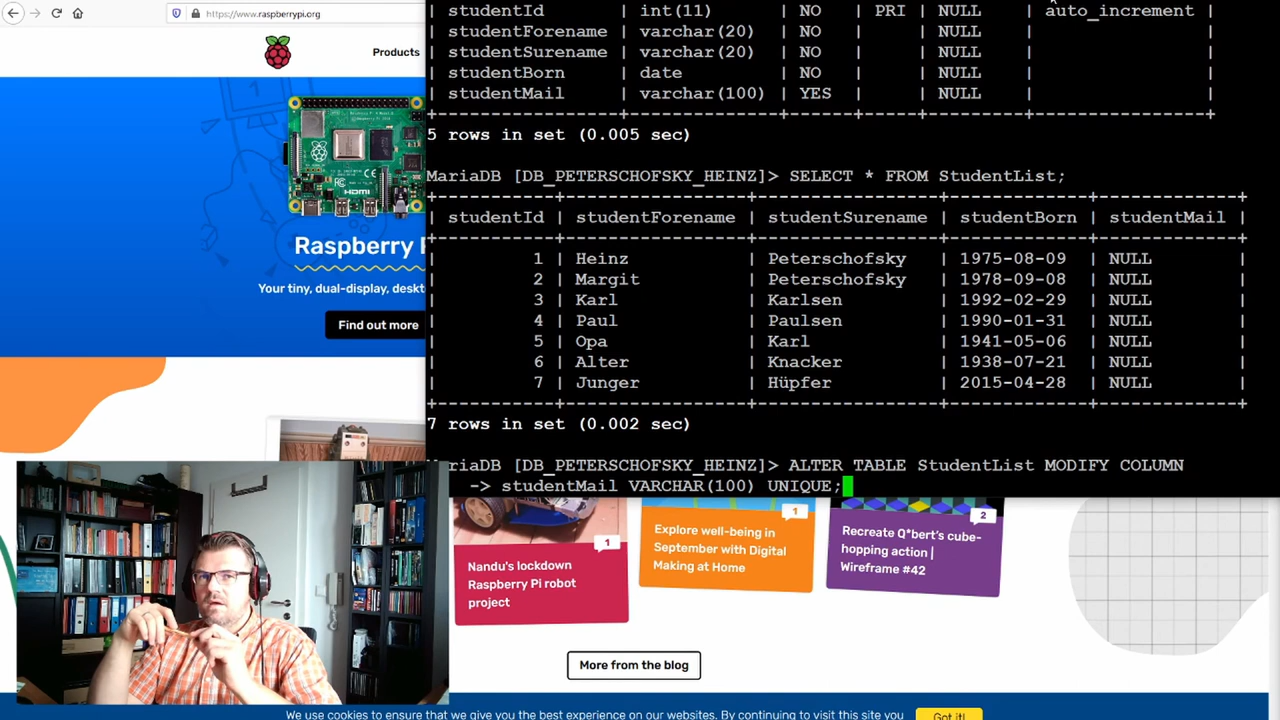 https://www.raspberrypi.org
Products
Raspberry
Your tiny, dual-display, deskt
Find out more
HDMI
| studentId | int(11) | NO | PRI | NULL | auto_increment |
| studentForename | varchar(20) | NO | | NULL | |
| studentSurename | varchar(20) | NO | | NULL | |
| studentBorn | date | NO | | NULL | |
| studentMail | varchar(100) | YES | | NULL | |
5 rows in set (0.005 sec)
MariaDB [DB_PETERSCHOFSKY_HEINZ]> SELECT * FROM StudentList;
| studentId | studentForename | studentSurename | studentBorn | studentMail |
| 1 | Heinz | Peterschofsky | 1975-08-09 | NULL |
| 2 | Margit | Peterschofsky | 1978-09-08 | NULL |
| 3 | Karl | Karlsen | 1992-02-29 | NULL |
| 4 | Paul | Paulsen | 1990-01-31 | NULL |
| 5 | Opa | Karl | 1941-05-06 | NULL |
| 6 | Alter | Knacker | 1938-07-21 | NULL |
| 7 | Junger | Hüpfer | 2015-04-28 | NULL |
7 rows in set (0.002 sec)
riaDB [DB_PETERSCHOFSKY_HEINZ]> ALTER TABLE StudentList MODIFY COLUMN
-> studentMail VARCHAR(100) UNIQUE;
1
Nandu's lockdown
Raspberry Pi robot
project
1
Explore well-being in
September with Digital
Making at Home
2
Recreate Q*bert's cube-
hopping action |
Wireframe #42
More from the blog
We use cookies to ensure that we give you the best experience on our websites. By continuing to visit this site you
Got it!